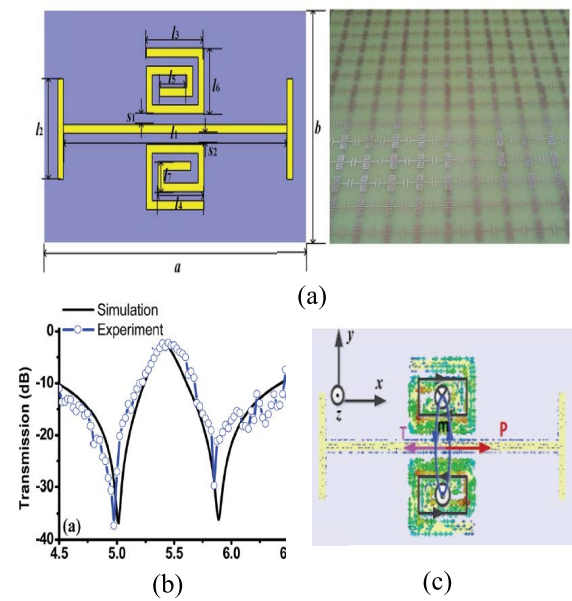 l3
l5
l6
s1
l2
l1
b
s2
l7
l4
a
(a)
Simulation
Experiment
Transmission (dB)
0
-10
-20
-30
-40
(a)
4.5 5.0 5.5 6.0 6
(b)
y
x
z
m
T
P
(c)